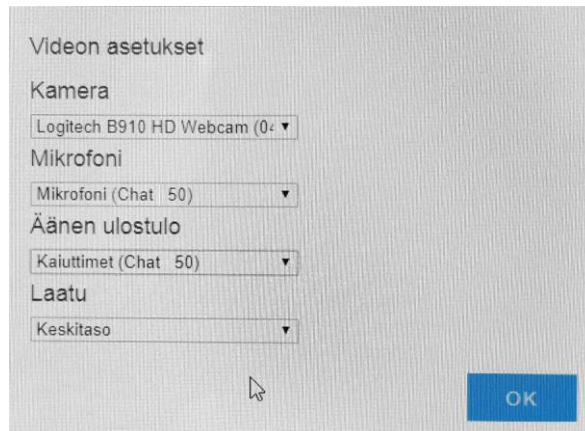 Videon asetukset
Kamera
Logitech B910 HD Webcam (04
Mikrofoni
Mikrofoni (Chat 50)
Äänen ulostulo
Kaiuttimet (Chat 50)
Laatu
Keskitaso
OK